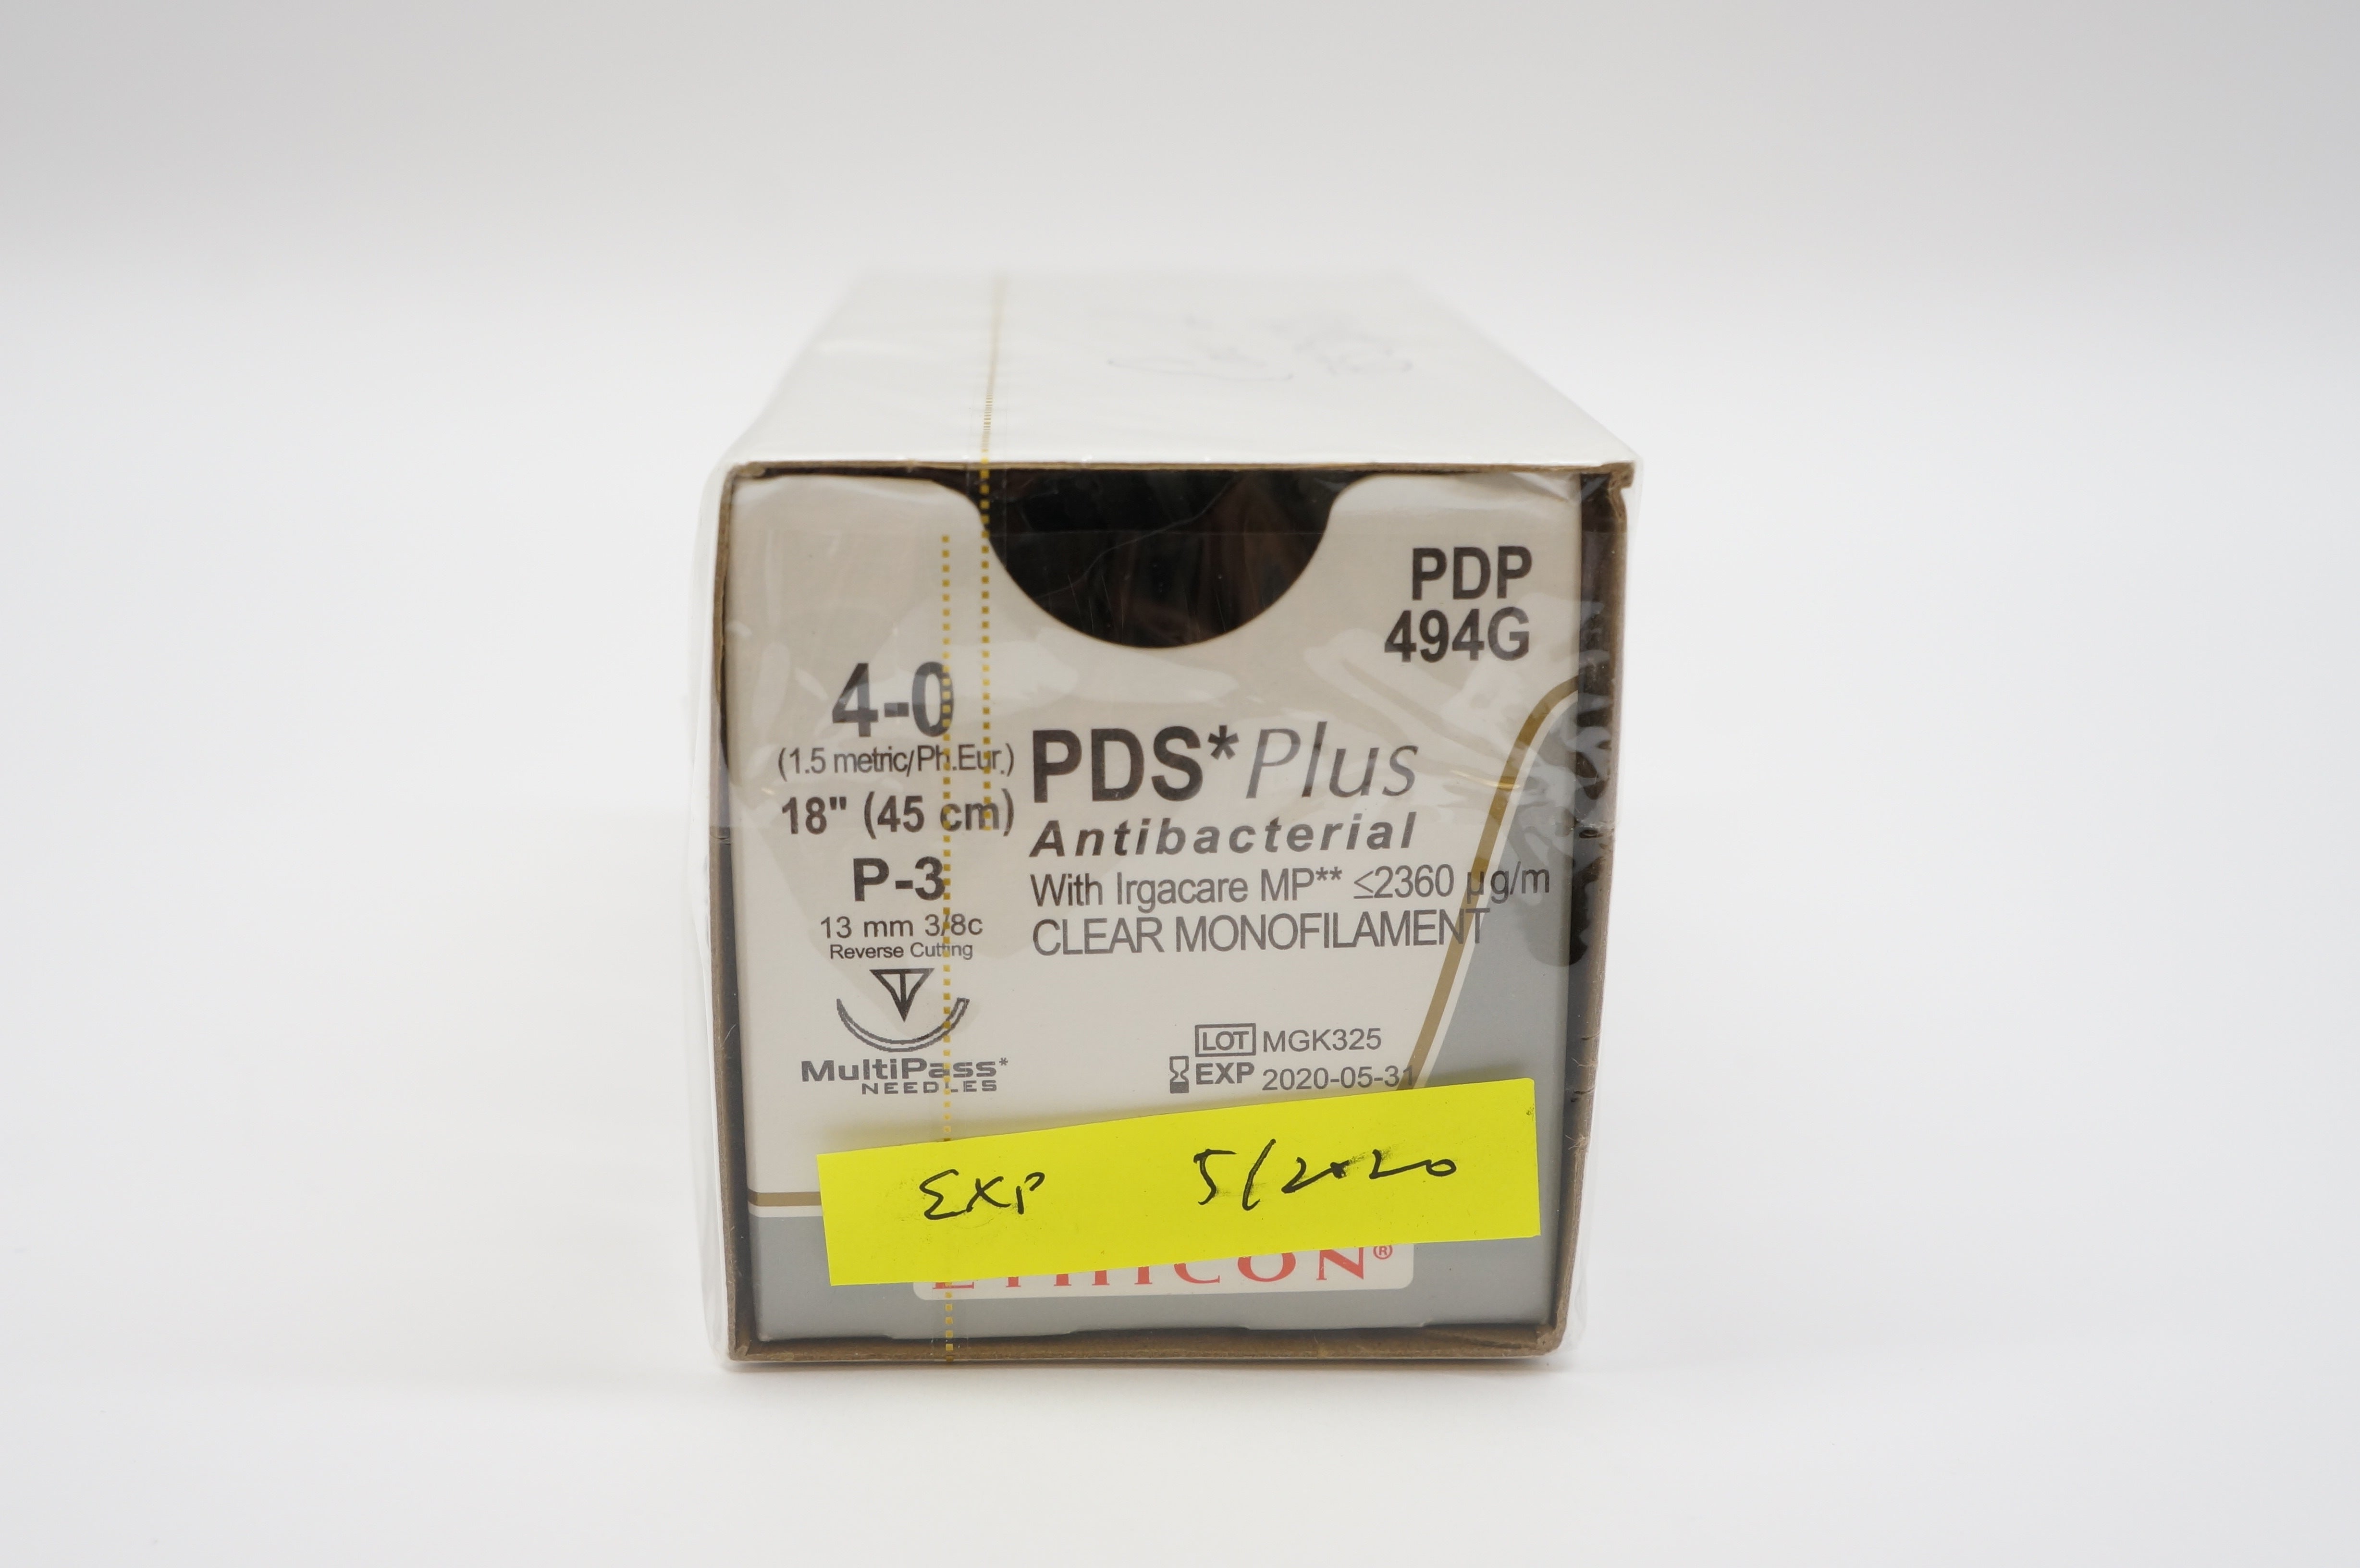 PDP
494G
4-0
(1.5 metric/Ph.Eur.)
18" (45 cm)
P-3
13 mm 3/8c
Reverse Cutting
MultiPass*
NEEDLES
PDS*Plus
Antibacterial
With Irgacare MP** ≤2360 µg/m
CLEAR MONOFILAMENT
LOT MGK325
EXP 2020-05-31
EXP 5/2020
ETHICON®